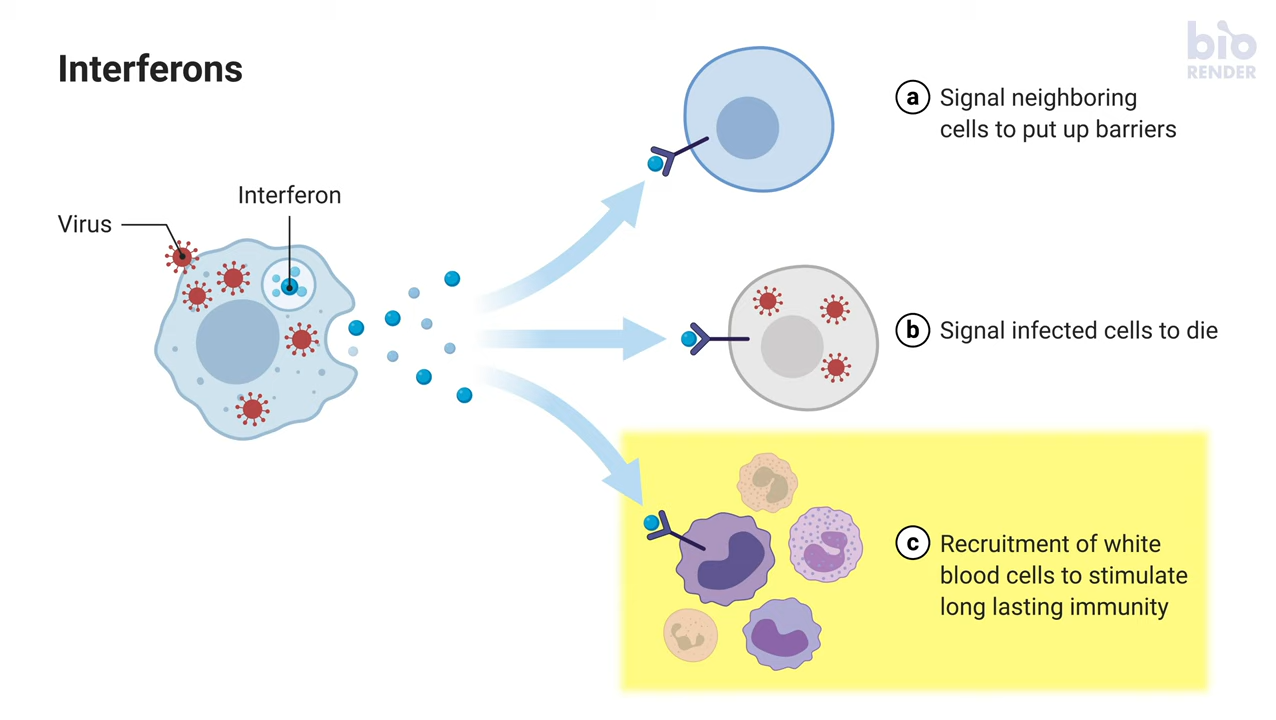 Interferons
bio
RENDER
Interferon
Virus
a Signal neighboring
cells to put up barriers
b Signal infected cells to die
c Recruitment of white
blood cells to stimulate
long lasting immunity